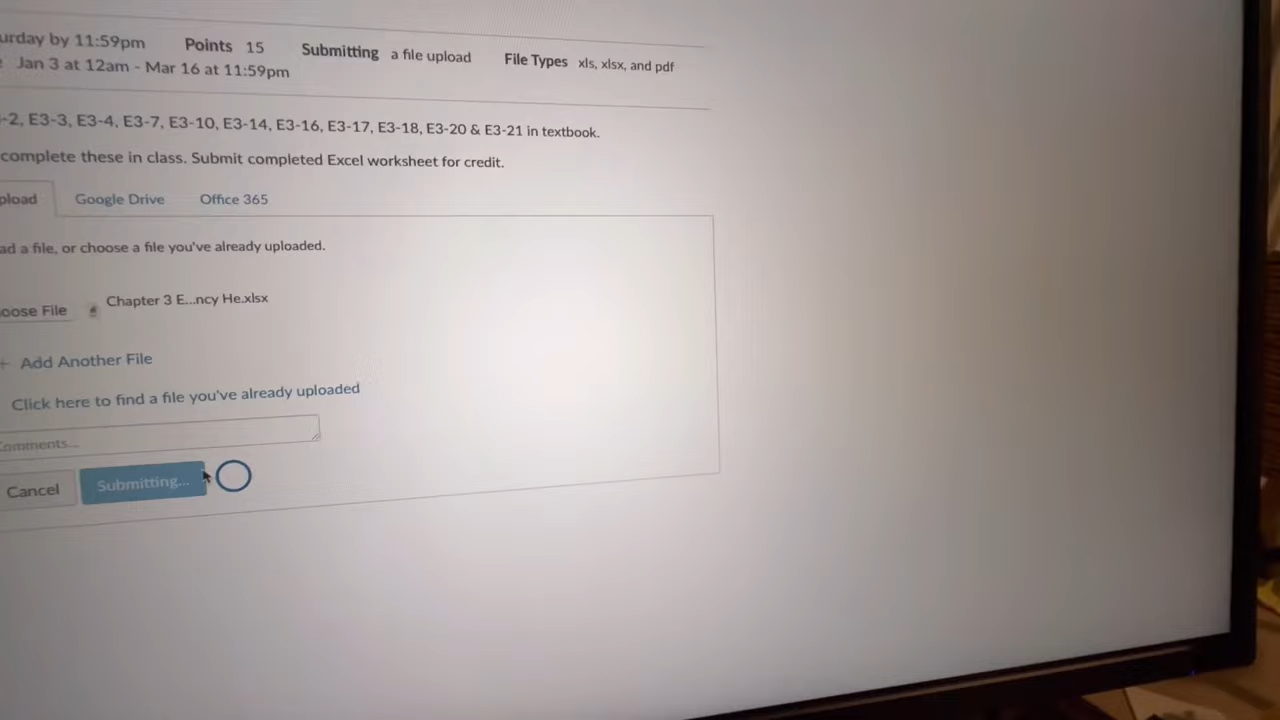 by 11:59pm Points 15 Submitting a file upload File Types xls, xlsx, and pdf
Jan 3 at 12am - Mar 16 at 11:59pm
-2, E3-3, E3-4, E3-7, E3-10, E3-14, E3-16, E3-17, E3-18, E3-20 & E3-21 in textbook.
complete these in class. Submit completed Excel worksheet for credit.
Google Drive Office 365
a file, or choose a file you've already uploaded.
File Chapter 3 E...ncy He.xlsx
Add Another File
Click here to find a file you've already uploaded
Comments...
Cancel Submitting...